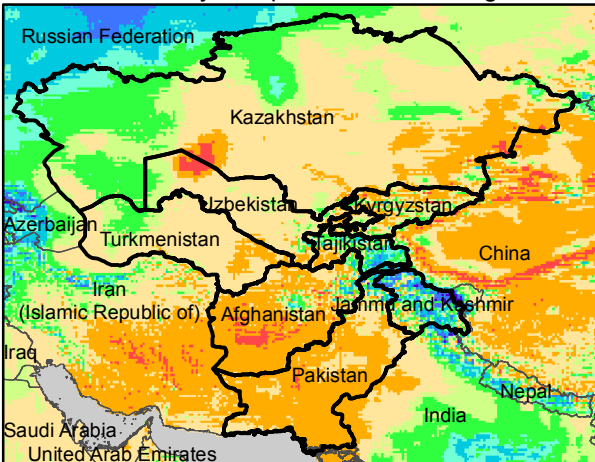 Russian Federation
Kazakhstan
Uzbekistan
Kyrgyzstan
Azerbaijan
Turkmenistan
Tajikistan
China
Iran
(Islamic Republic of)
Afghanistan
Jammu and Kashmir
Iraq
Pakistan
Nepal
India
Saudi Arabia
United Arab Emirates